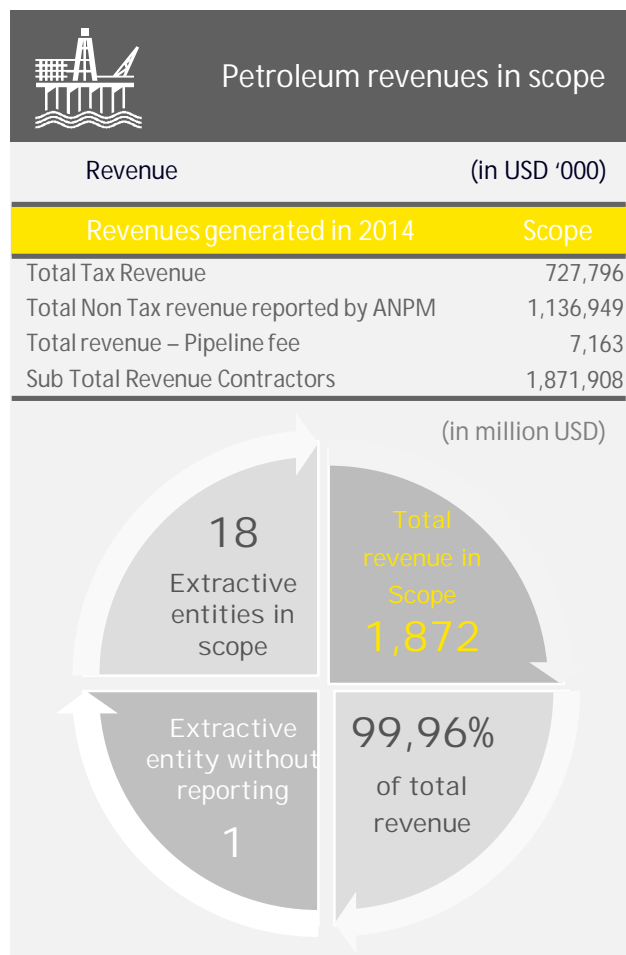 Petroleum revenues in scope
Revenue (in USD ‘000)
Revenues generated in 2014 Scope
Total Tax Revenue 727,796
Total Non Tax revenue reported by ANPM 1,136,949
Total revenue – Pipeline fee 7,163
Sub Total Revenue Contractors 1,871,908
(in million USD)
18
Extractive
entities in
scope
Total
revenue in
Scope
1,872
Extractive
entity without
reporting
1
99,96%
of total
revenue